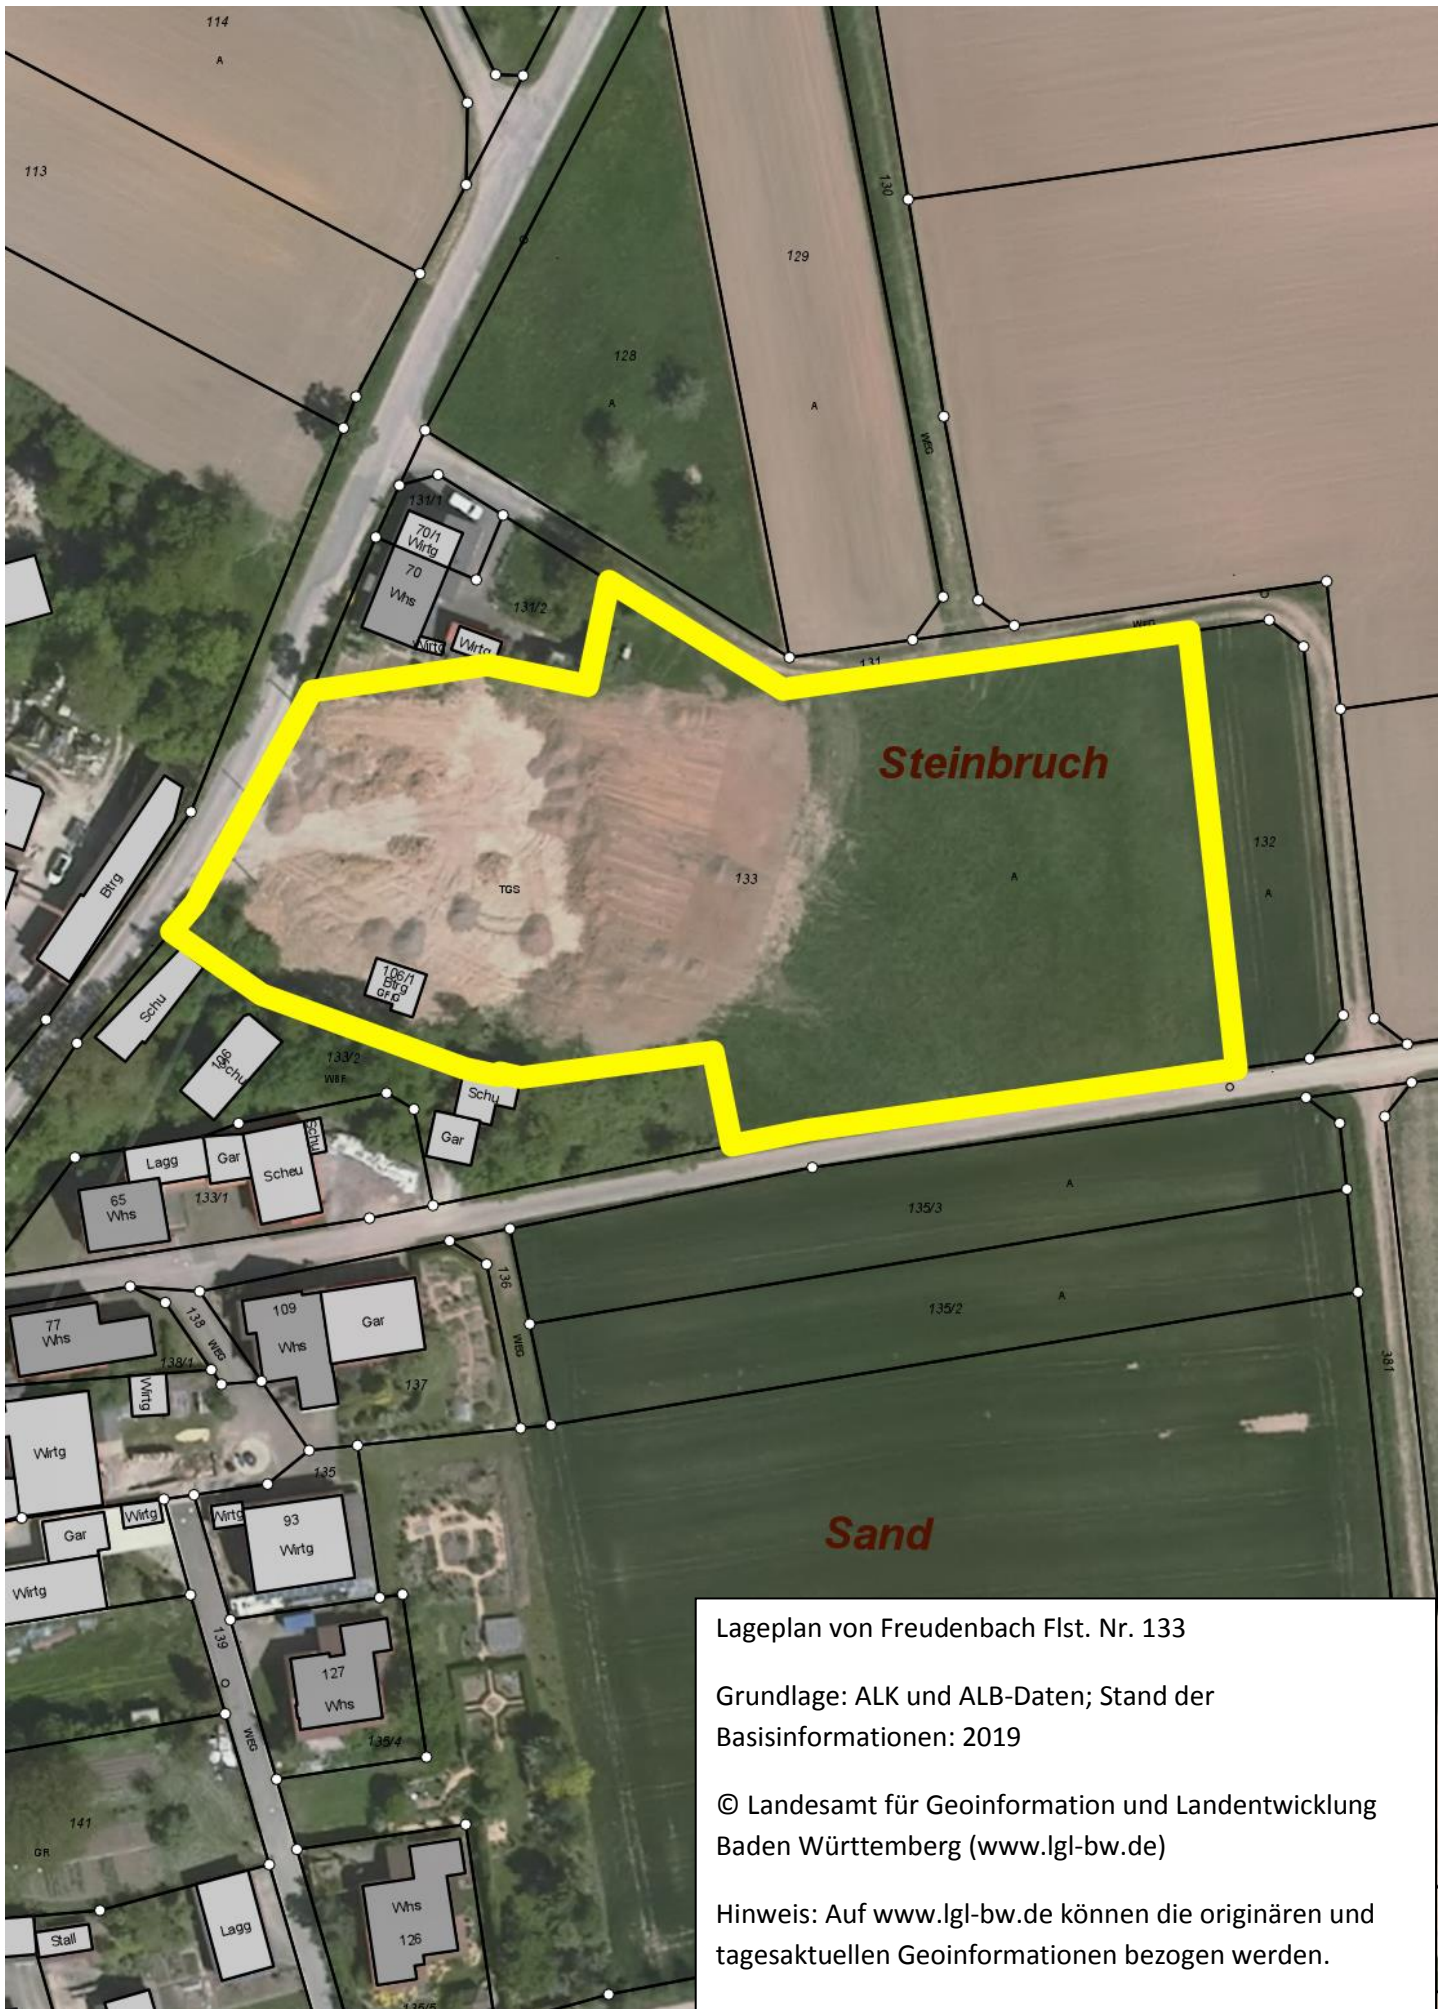 114
A
113
130
129
128
A
A
WEG
131/1
70/1
Wirtg
70
Whs
131/2
Wirtg
Wirtg
WEG
131
Steinbruch
132
A
A
133
TGS
Btrg
106/1
Btrg
GFIG
Schu
106
Schu
133/2
WBF
Schu
Gar
Schu
Lagg
Gar
Scheu
65
Whs
133/1
A
135/3
136
138
WEG
109
Whs
Gar
WEG
A
135/2
77
Whs
138/1
381
Wirtg
137
Wirtg
135
Wirtg
Wirtg
93
Wirtg
Gar
Wirtg
Sand
139
127
Whs
WEG
135/4
141
GR
Whs
126
Lagg
Stall
135/5
Lageplan von Freudenbach Flst. Nr. 133
Grundlage: ALK und ALB-Daten; Stand der
Basisinformationen: 2019
© Landesamt für Geoinformation und Landentwicklung
Baden Württemberg (www.lgl-bw.de)
Hinweis: Auf www.lgl-bw.de können die originären und
tagesaktuellen Geoinformationen bezogen werden.